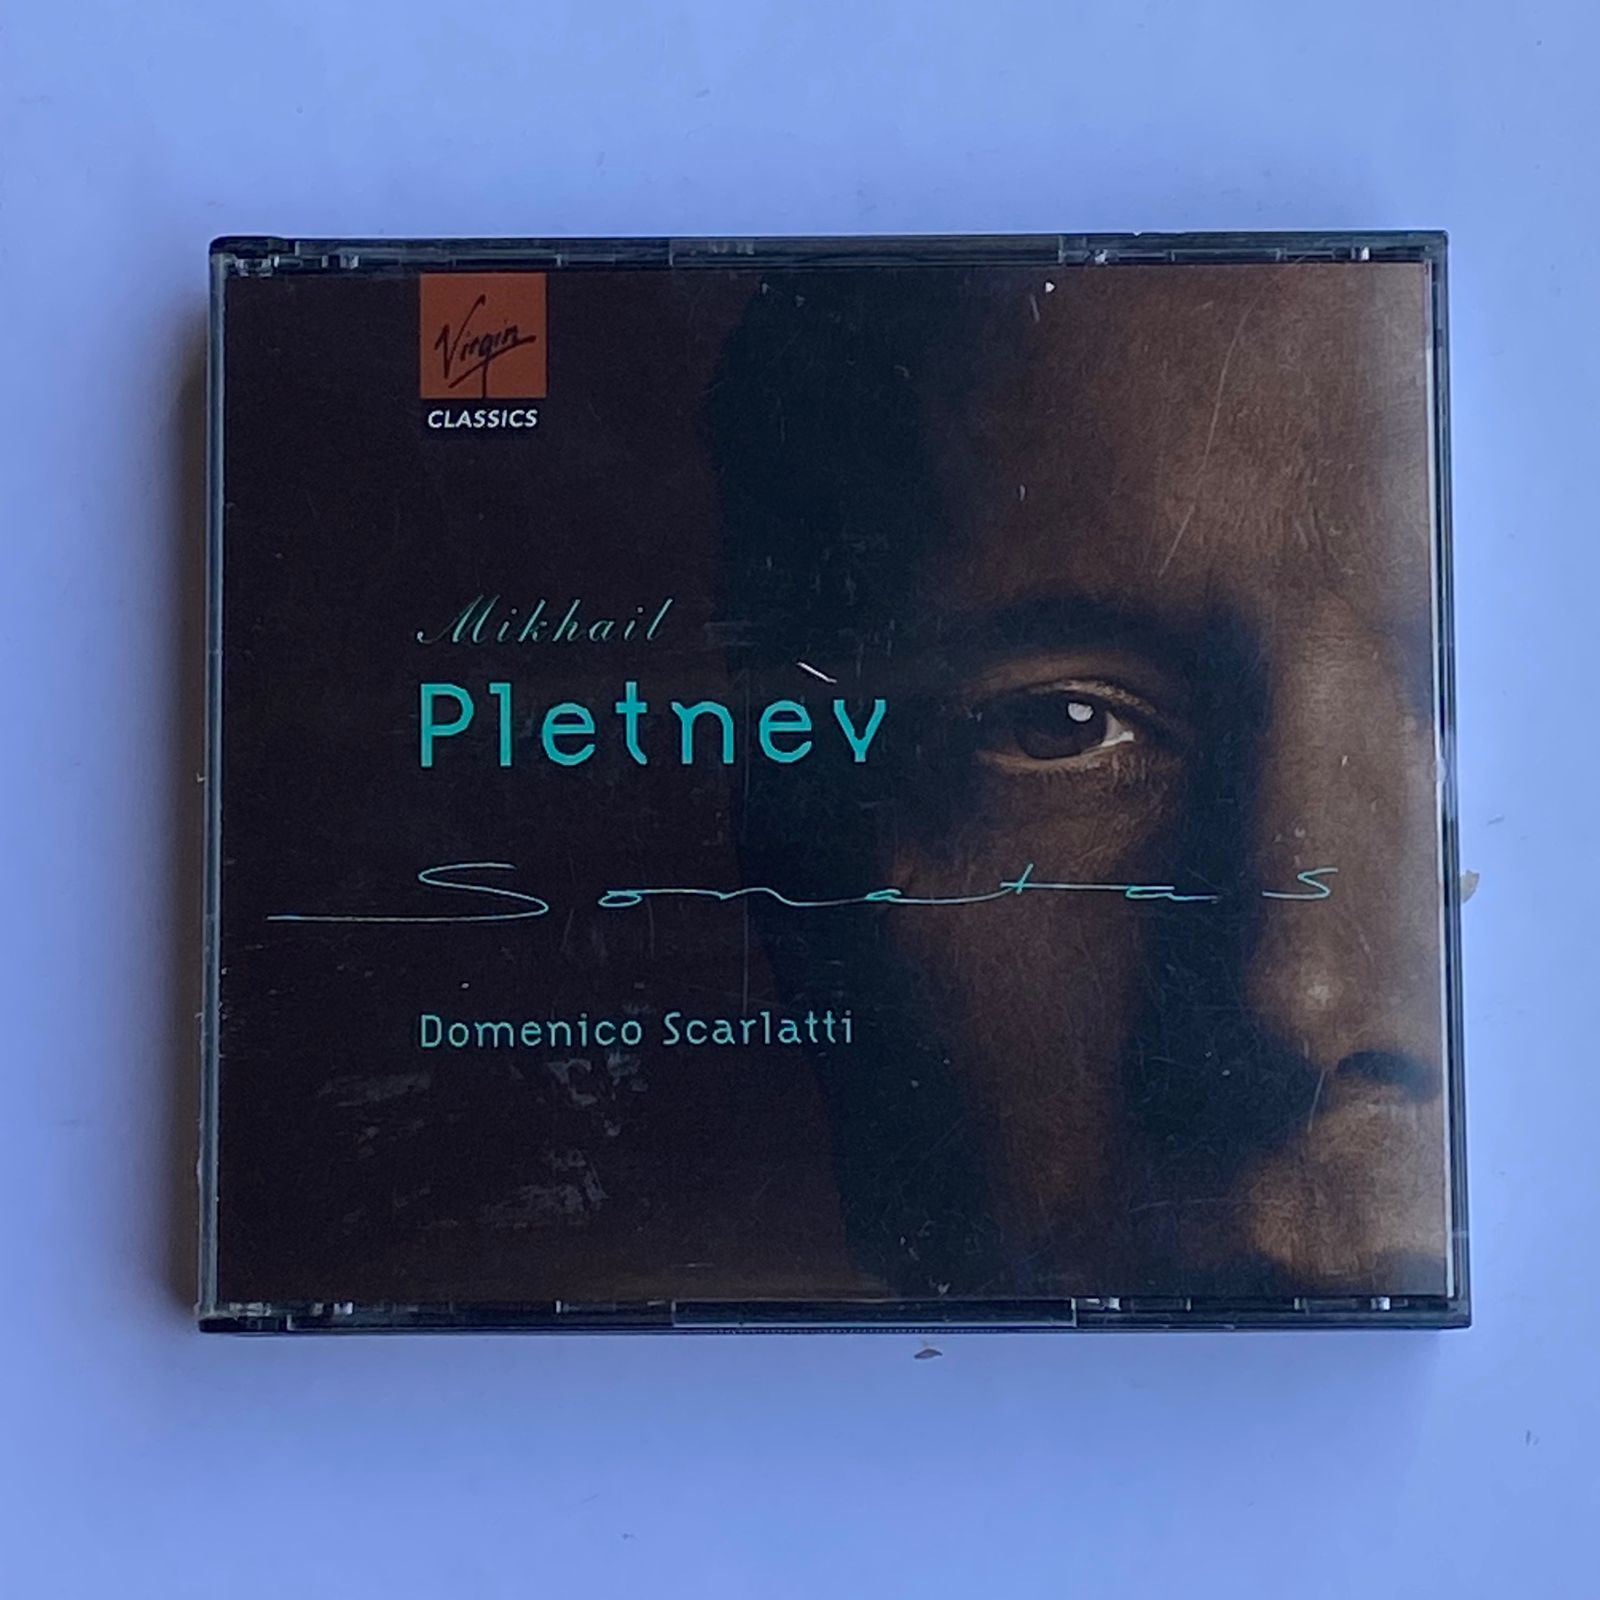 Virgin
CLASSICS
Mikhail
Pletnev
Sonatas
Domenico Scarlatti